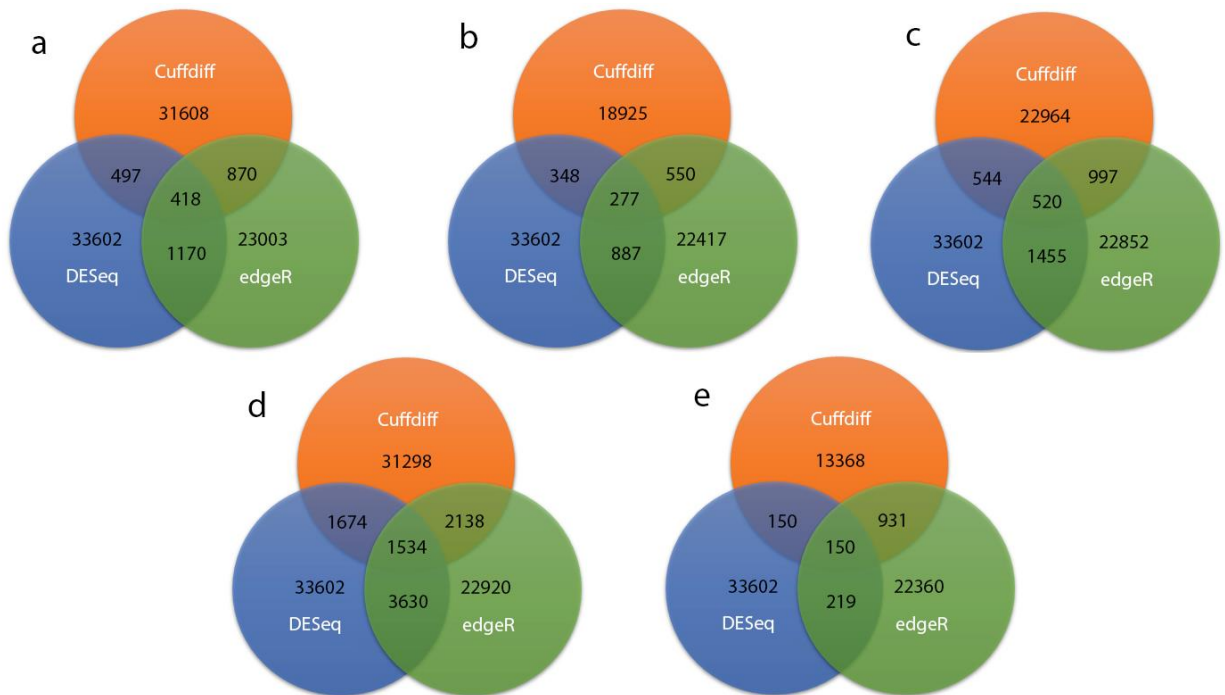 a
Cuffdiff
31608
497
870
418
33602
23003
1170
DESeq
edgeR
b
Cuffdiff
18925
348
550
277
33602
22417
887
DESeq
edgeR
c
Cuffdiff
22964
544
997
520
33602
22852
1455
DESeq
edgeR
d
Cuffdiff
31298
1674
2138
1534
33602
22920
3630
DESeq
edgeR
e
Cuffdiff
13368
150
931
150
33602
22360
219
DESeq
edgeR